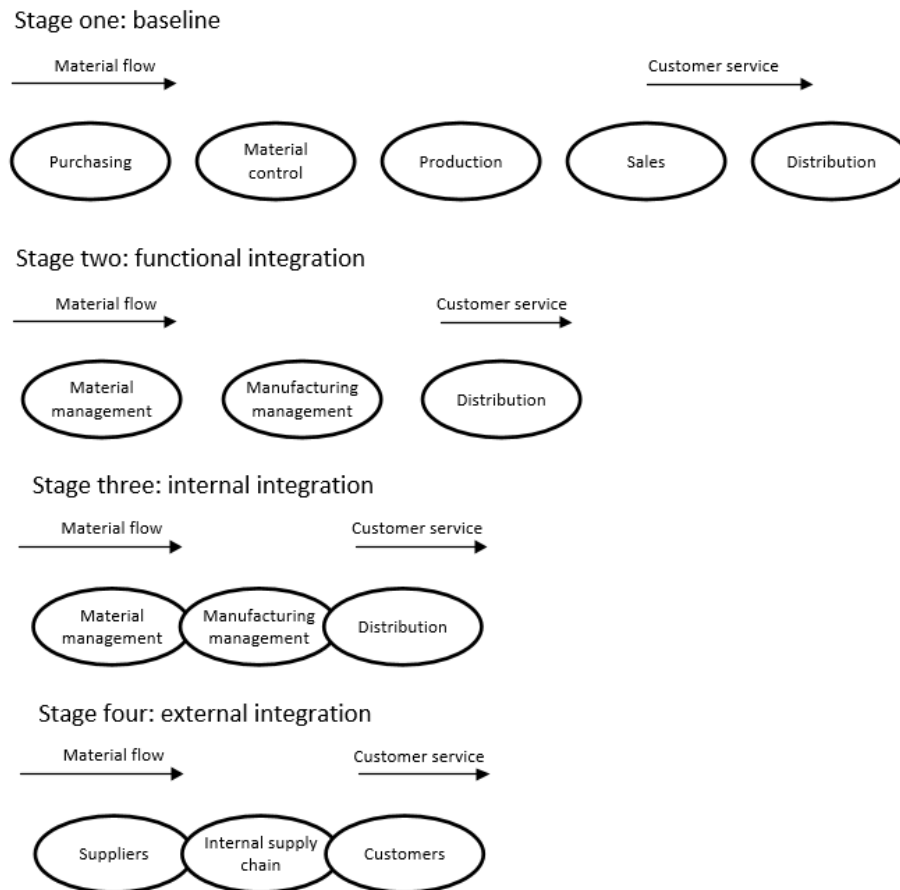 Stage one: baseline
Material flow
Customer service
Purchasing
Material
control
Production
Sales
Distribution
Stage two: functional integration
Material flow
Customer service
Material
management
Manufacturing
management
Distribution
Stage three: internal integration
Material flow
Customer service
Material
management
Manufacturing
management
Distribution
Stage four: external integration
Material flow
Customer service
Suppliers
Internal supply
chain
Customers